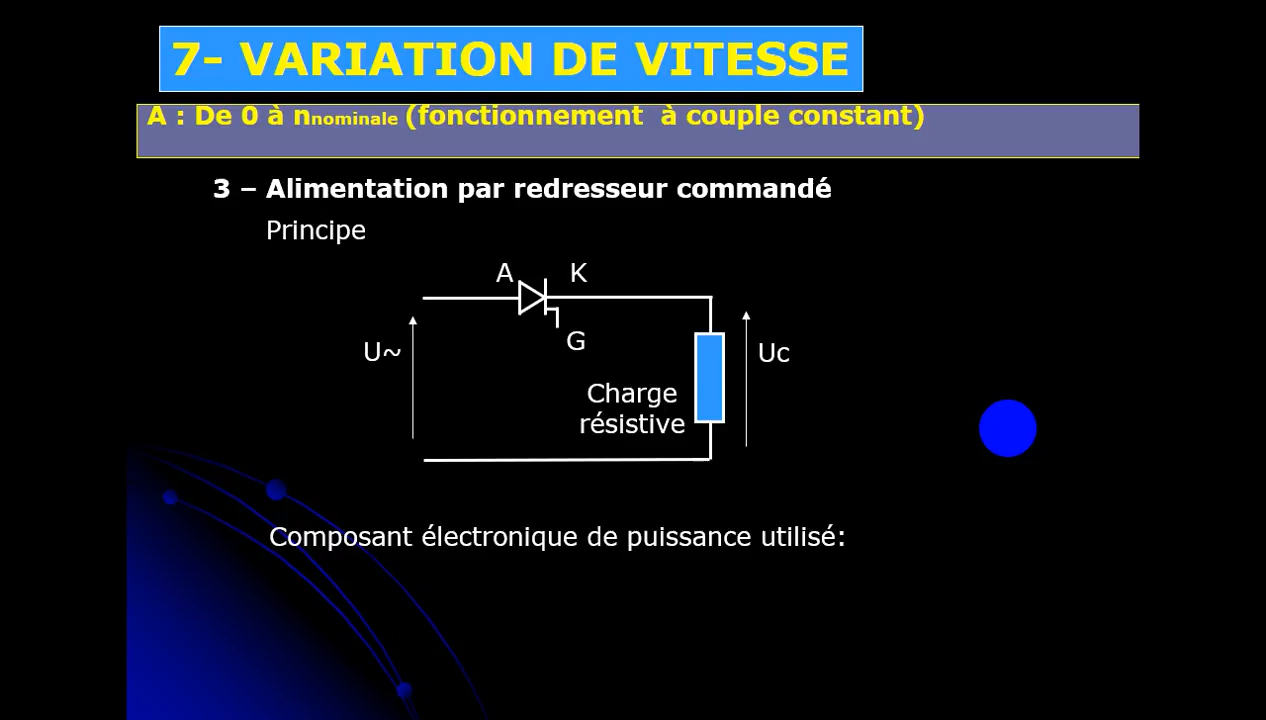 7- VARIATION DE VITESSE
A : De 0 à nnominale (fonctionnement à couple constant)
3 – Alimentation par redresseur commandé
Principe
A K
G
U~
Uc
Charge
résistive
Composant électronique de puissance utilisé: